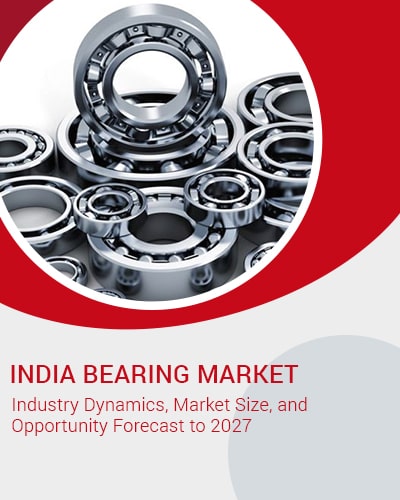 INDIA BEARING MARKET
Industry Dynamics, Market Size, and
Opportunity Forecast to 2027